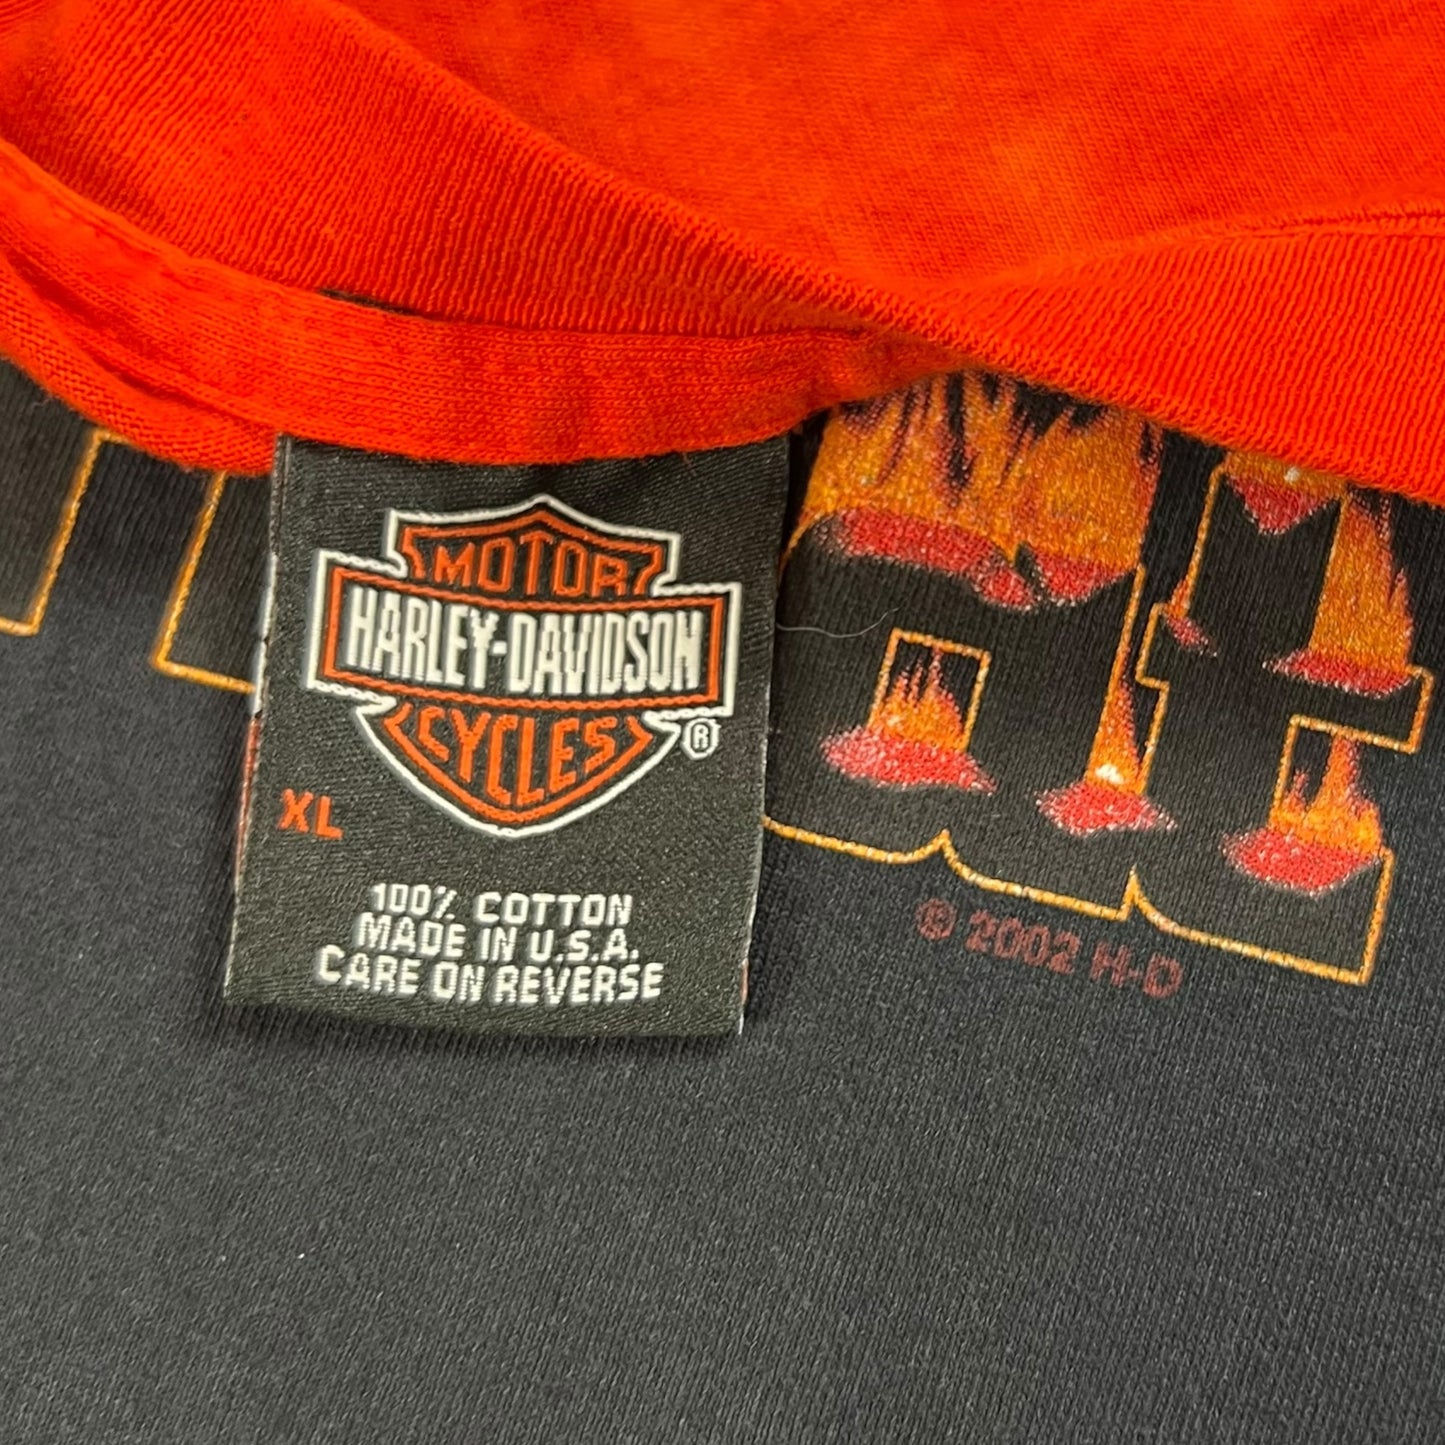 MOTOR
HARLEY-DAVIDSON
CYCLES
®
XL
100% COTTON
MADE IN U.S.A.
CARE ON REVERSE
© 2002 H-D